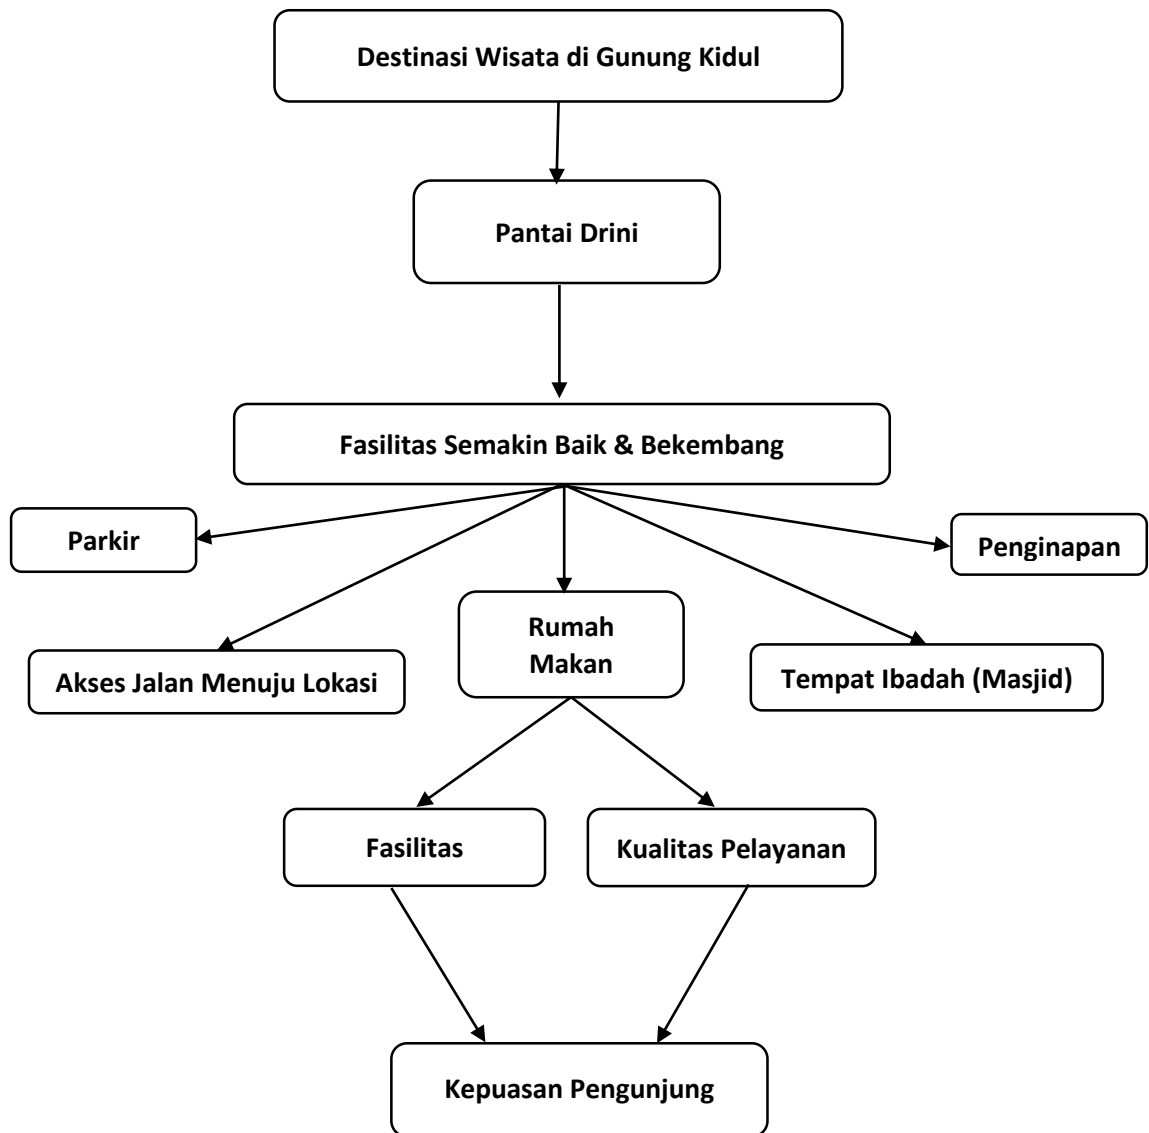 Destinasi Wisata di Gunung Kidul
Pantai Drini
Fasilitas Semakin Baik & Bekembang
Parkir
Penginapan
Rumah
Makan
Akses Jalan Menuju Lokasi
Tempat Ibadah (Masjid)
Fasilitas
Kualitas Pelayanan
Kepuasan Pengunjung